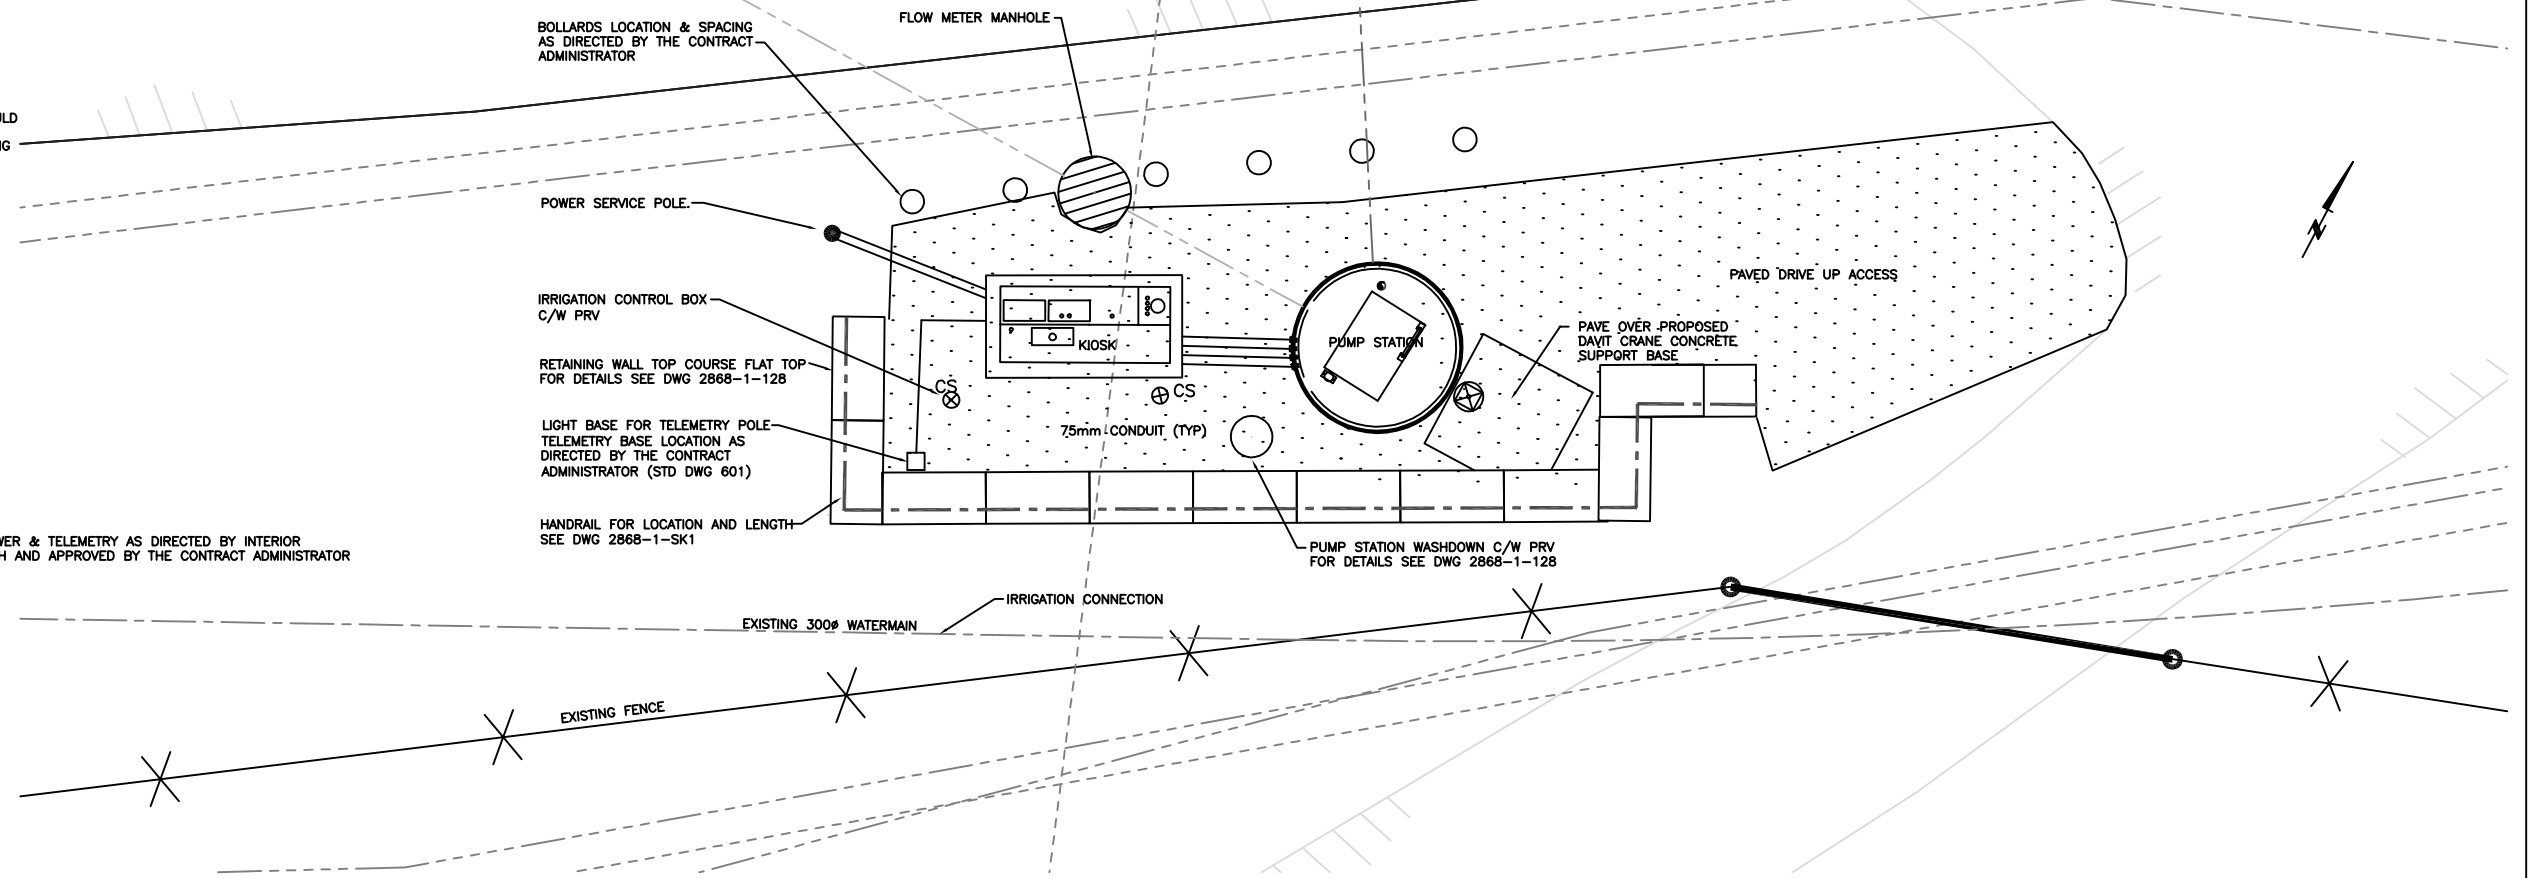 BOLLARDS LOCATION & SPACING
AS DIRECTED BY THE CONTRACT
ADMINISTRATOR
FLOW METER MANHOLE
POWER SERVICE POLE.
IRRIGATION CONTROL BOX
C/W PRV
RETAINING WALL TOP COURSE FLAT TOP
FOR DETAILS SEE DWG 2868-1-128
LIGHT BASE FOR TELEMETRY POLE
TELEMETRY BASE LOCATION AS
DIRECTED BY THE CONTRACT
ADMINISTRATOR (STD DWG 601)
HANDRAIL FOR LOCATION AND LENGTH
SEE DWG 2868-1-SK1
KIOSK
CS
CS
75mm CONDUIT (TYP)
PUMP STATION
PAVED DRIVE UP ACCESS
PAVE OVER PROPOSED
DAVIT CRANE CONCRETE
SUPPORT BASE
PUMP STATION WASHDOWN C/W PRV
FOR DETAILS SEE DWG 2868-1-128
& TELEMETRY AS DIRECTED BY INTERIOR
AND APPROVED BY THE CONTRACT ADMINISTRATOR
IRRIGATION CONNECTION
EXISTING 300ø WATERMAIN
EXISTING FENCE
N